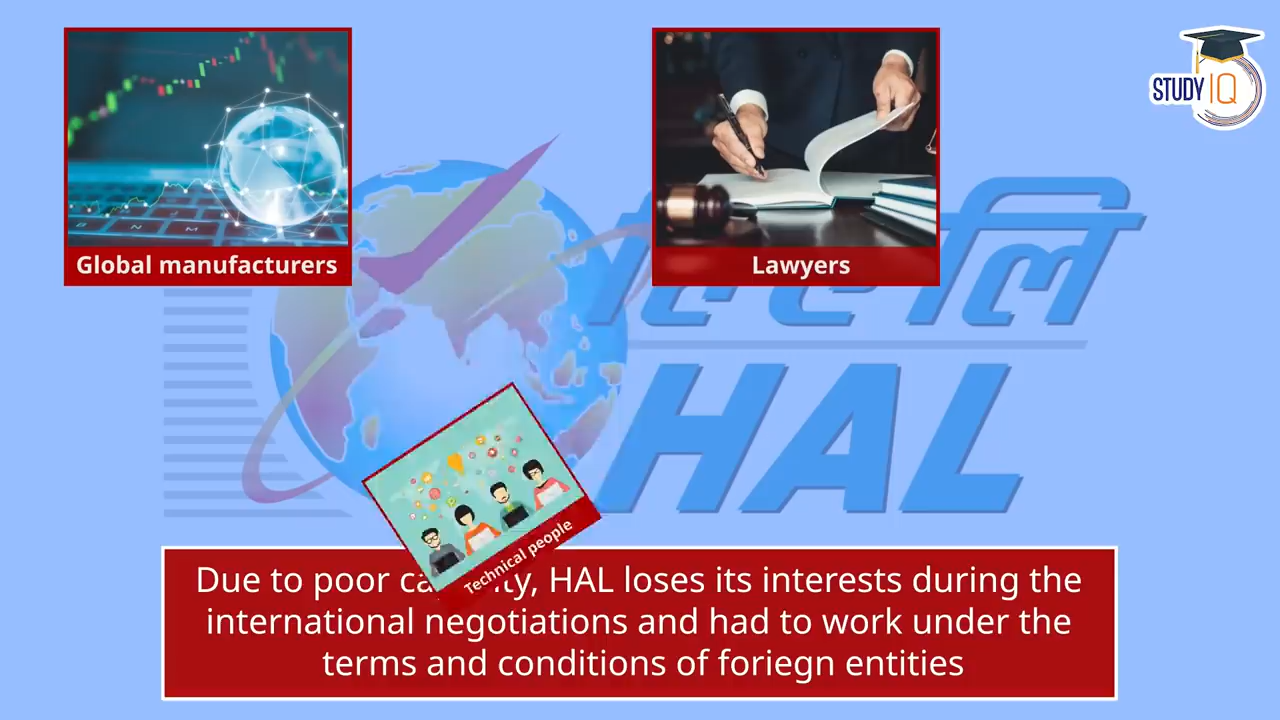 STUDY IQ
Global manufacturers
Lawyers
HAL
Technical people
Due to poor ty, HAL loses its interests during the
international negotiations and had to work under the
terms and conditions of foriegn entities